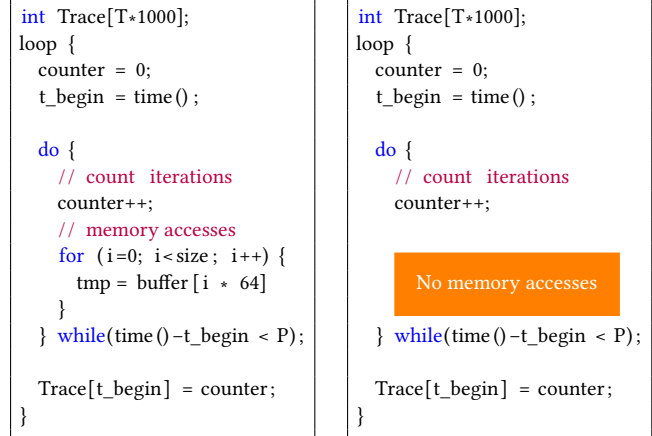 int Trace[T*1000];
loop {
counter = 0;
t_begin = time();
do {
// count iterations
counter++;
// memory accesses
for (i=0; i<size; i++) {
tmp = buffer[i * 64]
}
} while(time()-t_begin < P);
Trace[t_begin] = counter;
}
int Trace[T*1000];
loop {
counter = 0;
t_begin = time();
do {
// count iterations
counter++;
No memory accesses
} while(time()-t_begin < P);
Trace[t_begin] = counter;
}